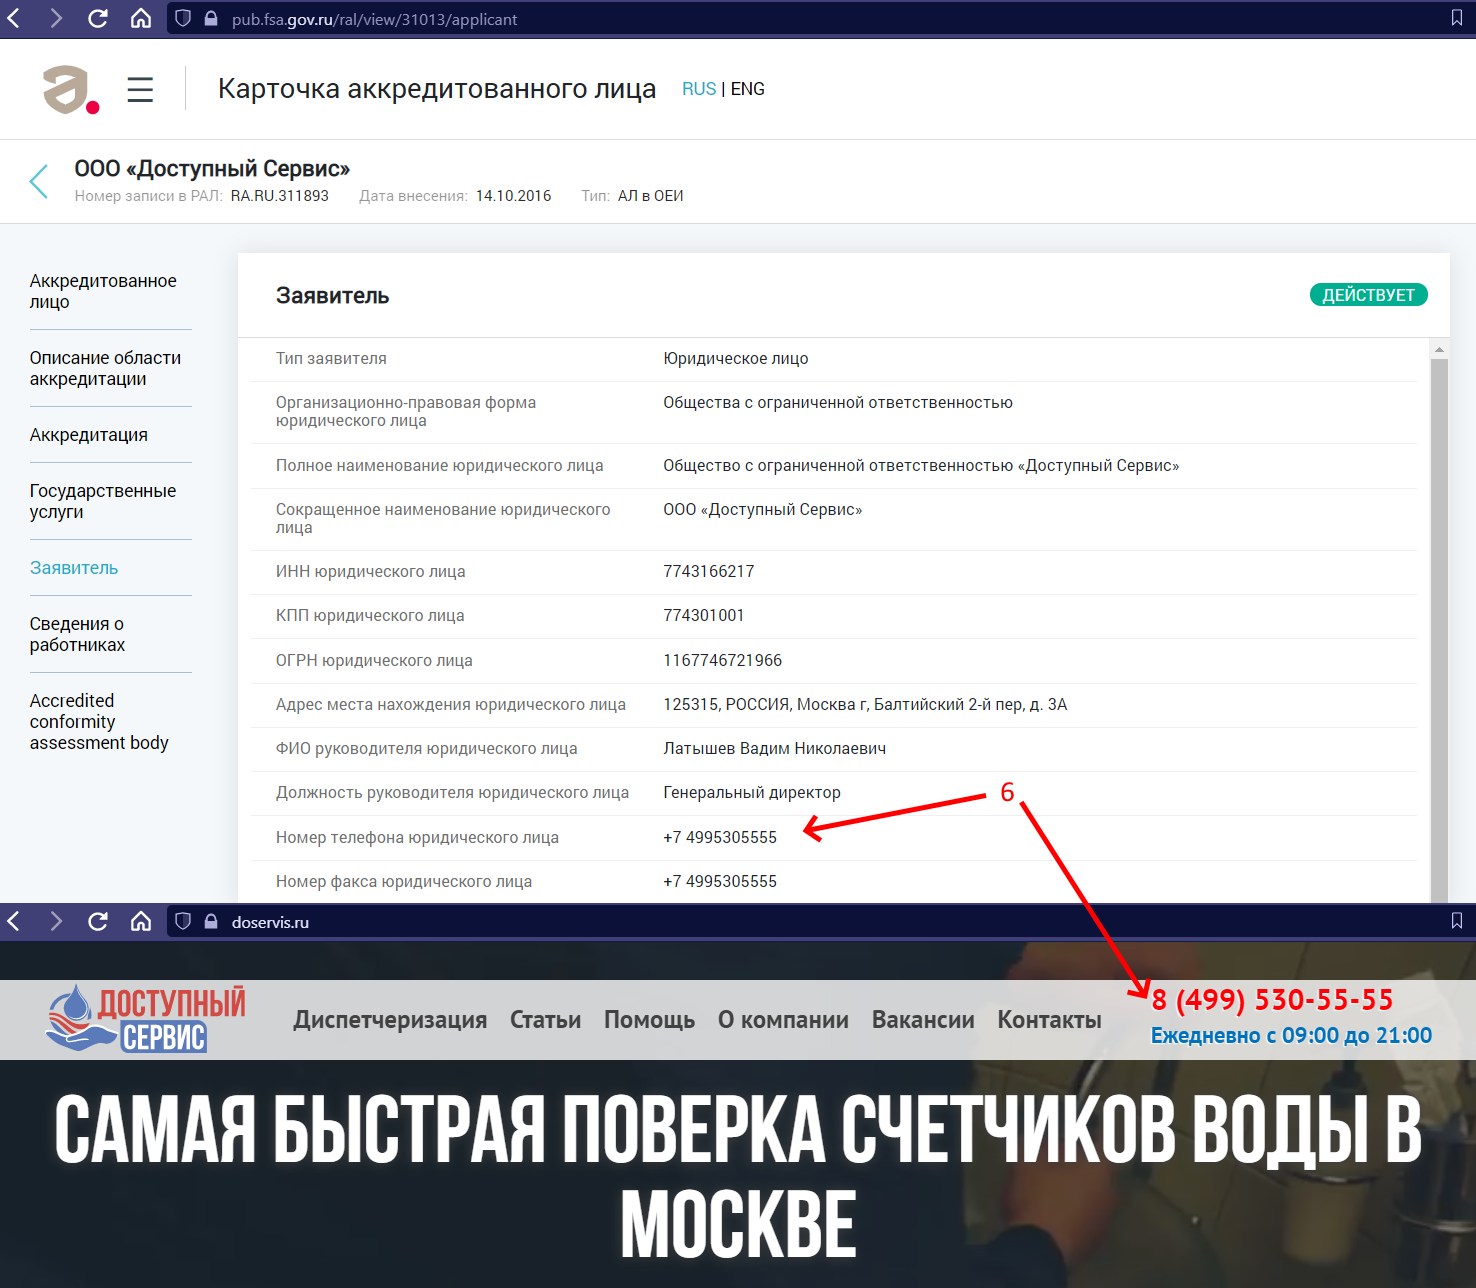 pub.fsa.gov.ru/ral/view/31013/applicant
Карточка аккредитованного лица RUS | ENG
ООО «Доступный Сервис»
Номер записи в РАЛ: RA.RU.311893 Дата внесения: 14.10.2016 Тип: АЛ в ОЕИ
Аккредитованное
лицо
Описание области
аккредитации
Аккредитация
Государственные
услуги
Заявитель
Сведения о
работниках
Accredited
conformity
assessment body
Заявитель ДЕЙСТВУЕТ
Тип заявителя Юридическое лицо
Организационно-правовая форма
юридического лица Общества с ограниченной ответственностью
Полное наименование юридического лица Общество с ограниченной ответственностью «Доступный Сервис»
Сокращенное наименование юридического
лица ООО «Доступный Сервис»
ИНН юридического лица 7743166217
КПП юридического лица 774301001
ОГРН юридического лица 1167746721966
Адрес места нахождения юридического лица 125315, РОССИЯ, Москва г, Балтийский 2-й пер, д. 3А
ФИО руководителя юридического лица Латышев Вадим Николаевич
Должность руководителя юридического лица Генеральный директор
6
Номер телефона юридического лица +7 4995305555
Номер факса юридического лица +7 4995305555
doservis.ru
ДОСТУПНЫЙ
СЕРВИС
Диспетчеризация Статьи Помощь О компании Вакансии Контакты
8 (499) 530-55-55
Ежедневно с 09:00 до 21:00
САМАЯ БЫСТРАЯ ПОВЕРКА СЧЕТЧИКОВ ВОДЫ В
МОСКВЕ